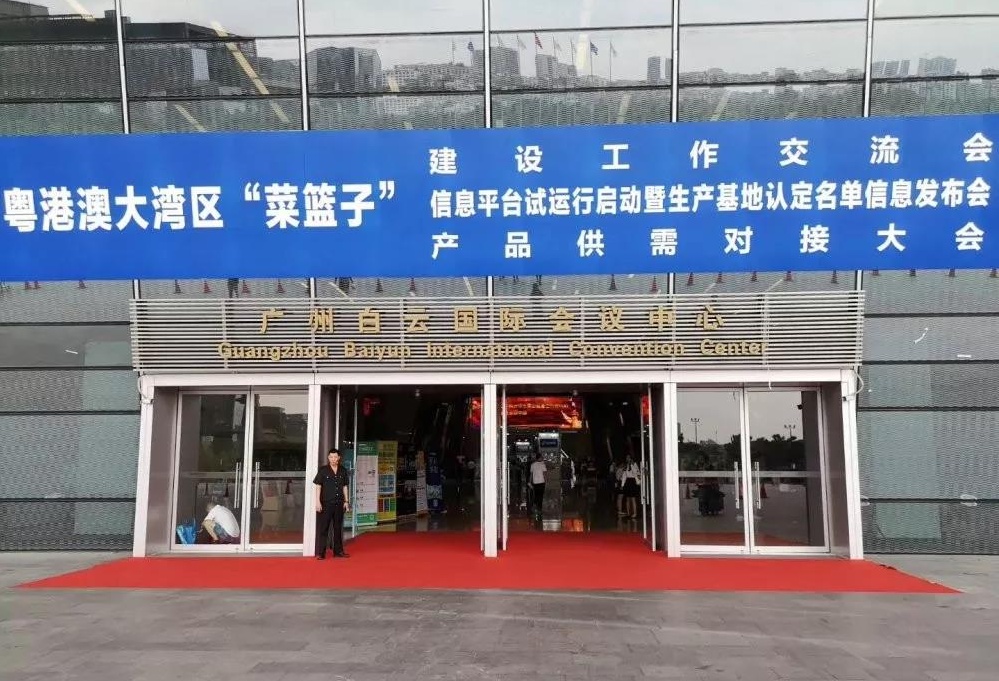 粤港澳大湾区“菜篮子”
建设工作交流会
信息平台试运行启动暨生产基地认定名单信息发布会
产品供需对接大会
广州白云国际会议中心
Guangzhou Baiyun International Convention Center